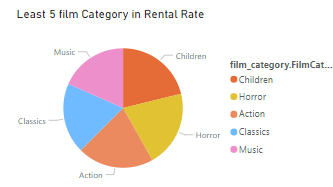 Least 5 film Category in Rental Rate
Music
Children
Classics
Horror
Action
film_category.FilmCat...
Children
Horror
Action
Classics
Music